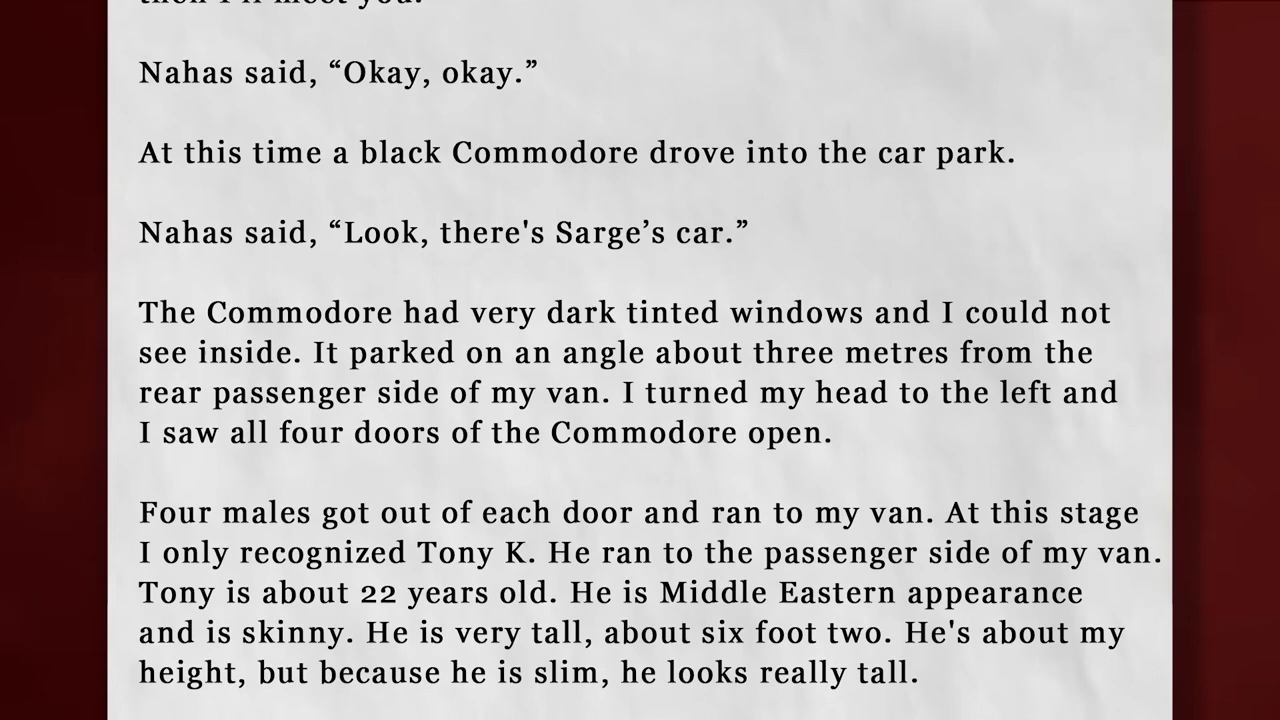 then I'll meet you."
Nahas said, “Okay, okay.”
At this time a black Commodore drove into the car park.
Nahas said, “Look, there's Sarge’s car.”
The Commodore had very dark tinted windows and I could not
see inside. It parked on an angle about three metres from the
rear passenger side of my van. I turned my head to the left and
I saw all four doors of the Commodore open.
Four males got out of each door and ran to my van. At this stage
I only recognized Tony K. He ran to the passenger side of my van.
Tony is about 22 years old. He is Middle Eastern appearance
and is skinny. He is very tall, about six foot two. He's about my
height, but because he is slim, he looks really tall.